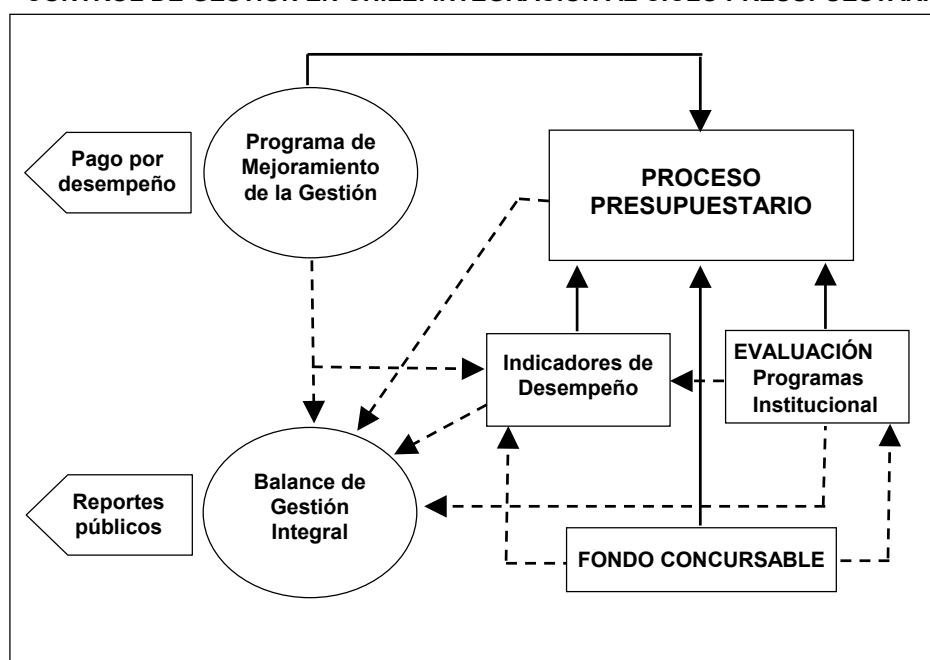 Pago por
desempeño
Programa de
Mejoramiento
de la Gestión
PROCESO
PRESUPUESTARIO
Indicadores de
Desempeño
EVALUACIÓN
Programas
Institucional
Reportes
públicos
Balance de
Gestión
Integral
FONDO CONCURSABLE